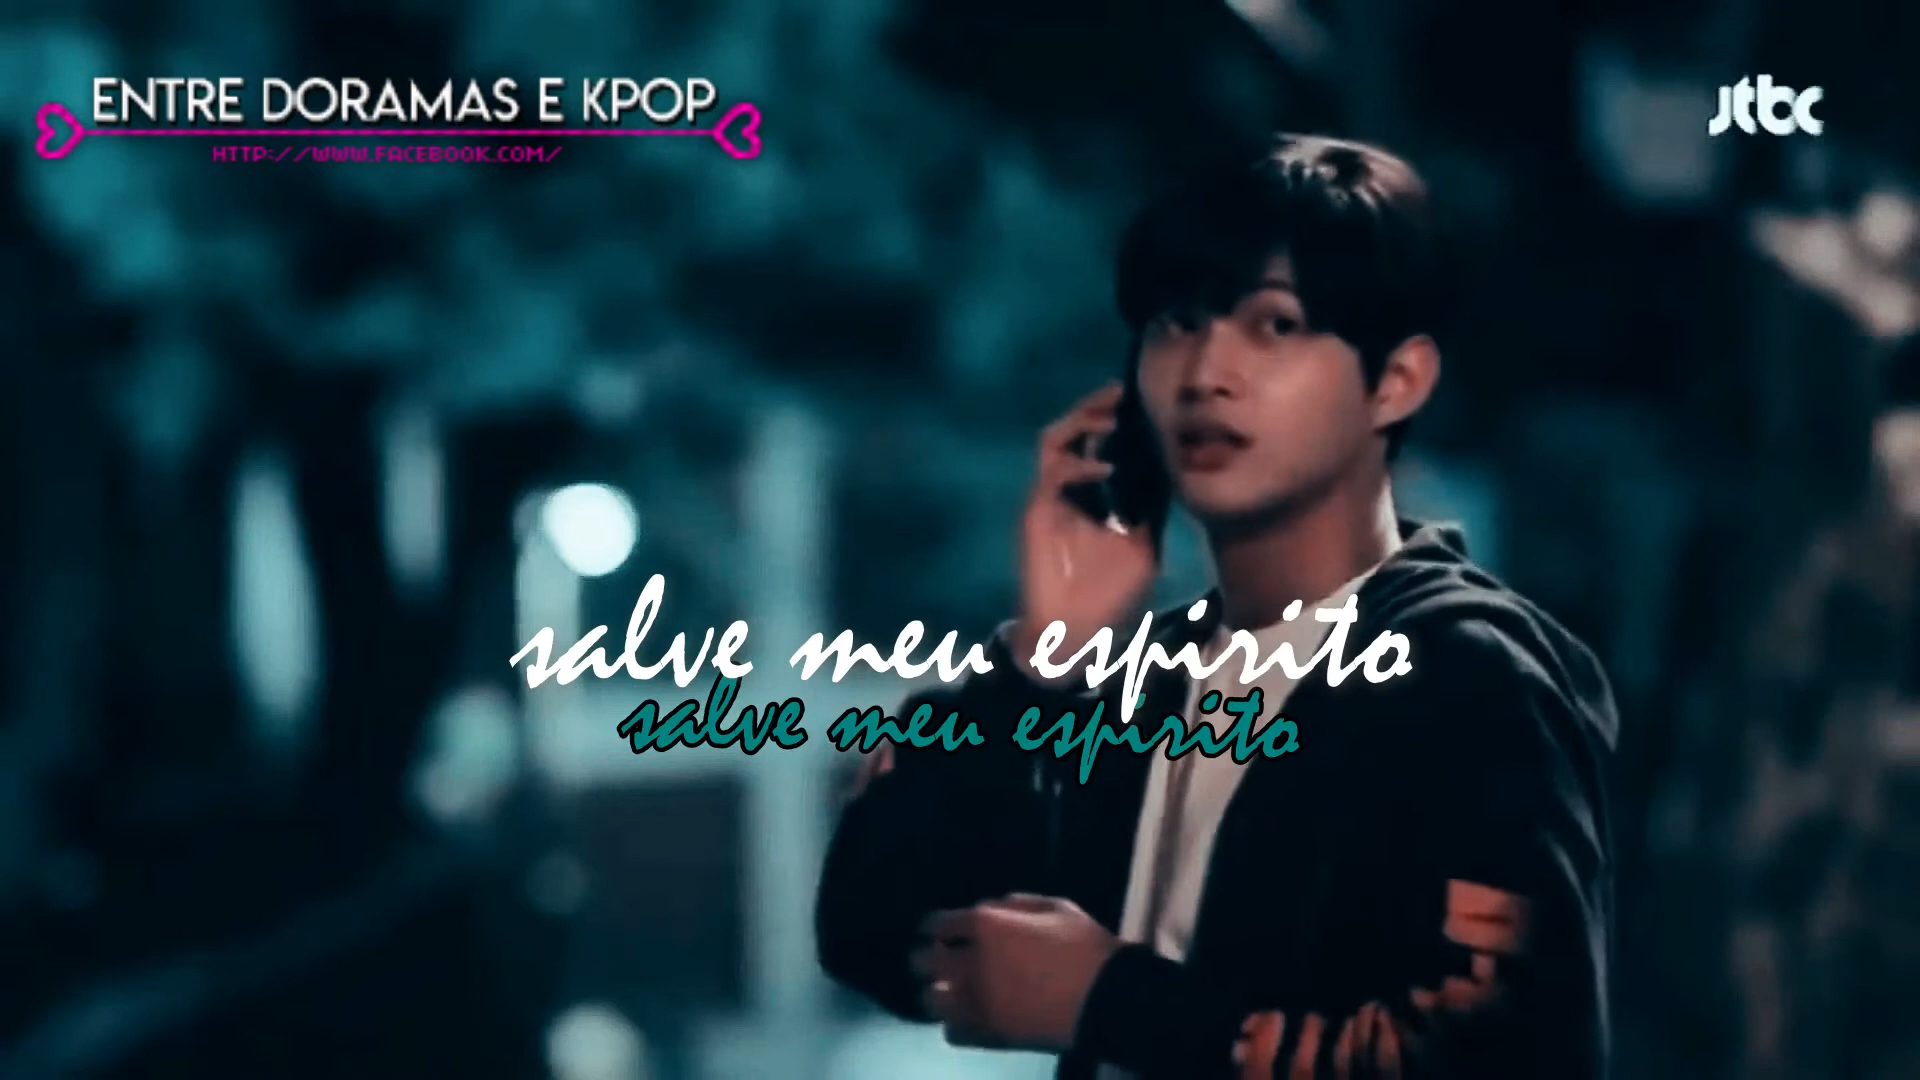 ENTRE DORAMAS E KPOP
HTTP://WWW.FACEBOOK.COM/
jtbc
salve meu espirito
salve meu espirito